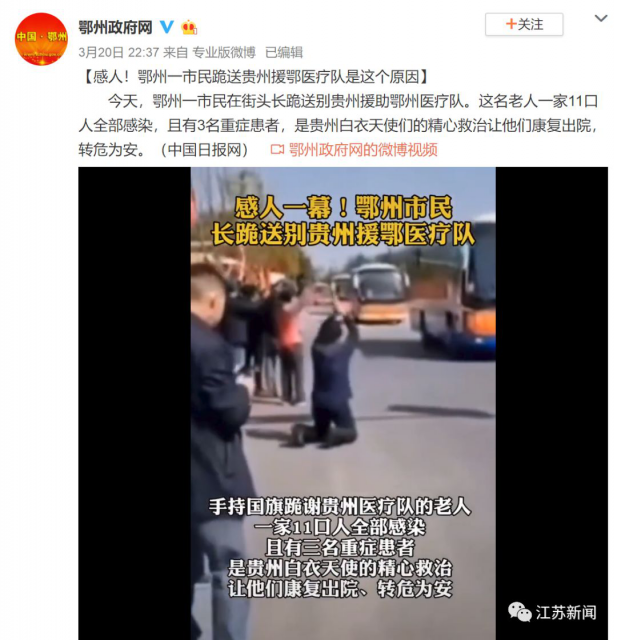 中国·鄂州
鄂州政府网
+关注
3月20日 22:37 来自 专业版微博 已编辑
【感人！鄂州一市民跪送贵州援鄂医疗队是这个原因】
今天，鄂州一市民在街头长跪送别贵州援助鄂州医疗队。这名老人一家11口
人全部感染，且有3名重症患者，是贵州白衣天使们的精心救治让他们康复出院，
转危为安。（中国日报网） 鄂州政府网的微博视频
感人一幕！鄂州市民
长跪送别贵州援鄂医疗队
手持国旗跪谢贵州医疗队的老人
一家11口人全部感染
且有三名重症患者
是贵州白衣天使的精心救治
让他们康复出院、转危为安
江苏新闻